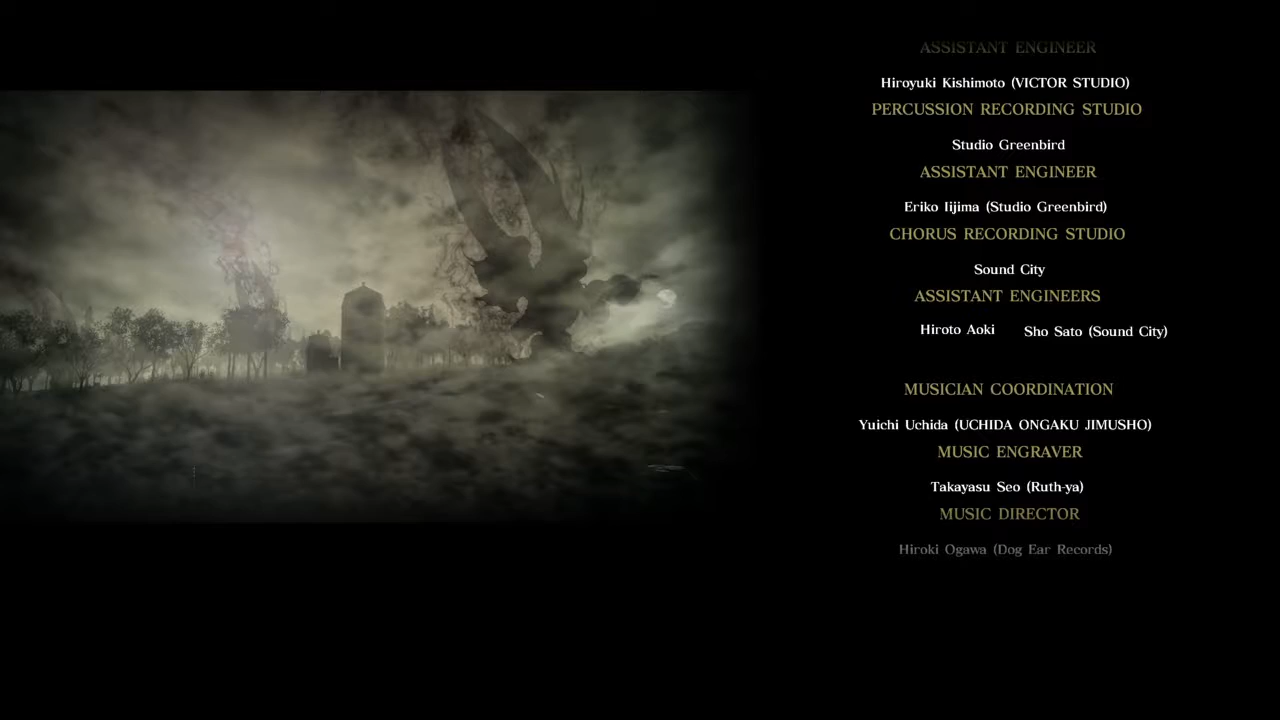 ASSISTANT ENGINEER
Hiroyuki Kishimoto (VICTOR STUDIO)
PERCUSSION RECORDING STUDIO
Studio Greenbird
ASSISTANT ENGINEER
Eriko Iijima (Studio Greenbird)
CHORUS RECORDING STUDIO
Sound City
ASSISTANT ENGINEERS
Hiroto Aoki Sho Sato (Sound City)
MUSICIAN COORDINATION
Yuichi Uchida (UCHIDA ONGAKU JIMUSHO)
MUSIC ENGRAVER
Takayasu Seo (Ruth-ya)
MUSIC DIRECTOR
Hiroki Ogawa (Dog Ear Records)